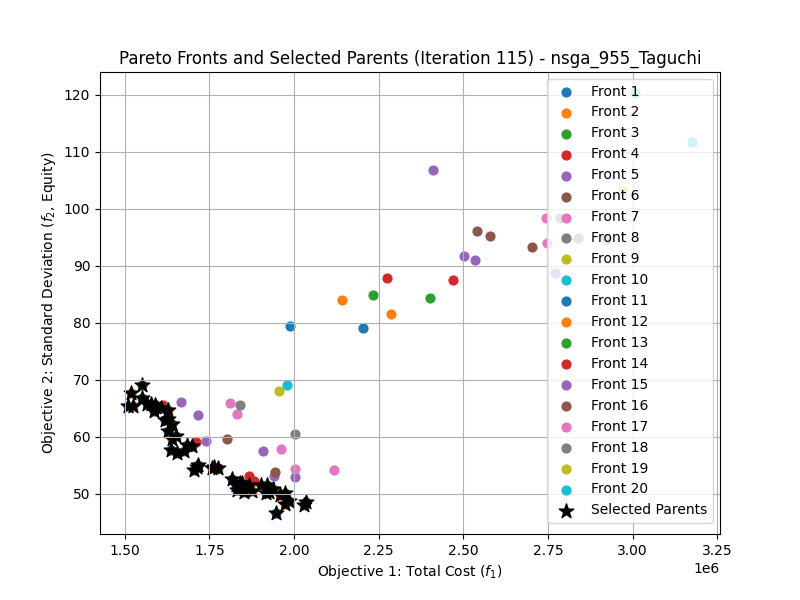 Pareto Fronts and Selected Parents (Iteration 115) - nsga_955_Taguchi
Objective 2: Standard Deviation (f₂, Equity)
120
110
100
90
80
70
60
50
1.50 1.75 2.00 2.25 2.50 2.75 3.00 3.25
1e6
Objective 1: Total Cost (f₁)
Front 1
Front 2
Front 3
Front 4
Front 5
Front 6
Front 7
Front 8
Front 9
Front 10
Front 11
Front 12
Front 13
Front 14
Front 15
Front 16
Front 17
Front 18
Front 19
Front 20
Selected Parents